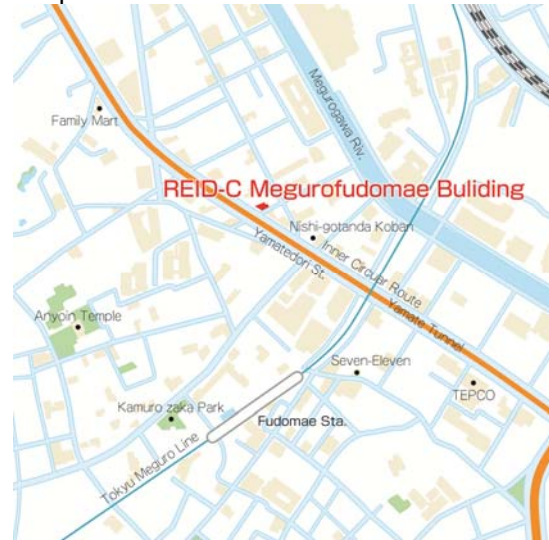 Megurogawa Riv.
Family Mart
REID-C Megurofudomae Buliding
Nishi-gotanda Koban
Yamatedori St.
Inner Circuar Route
Yamate Tunnel
Anyoin Temple
Seven-Eleven
TEPCO
Kamuro zaka Park
Fudomae Sta.
Tokyu Meguro Line